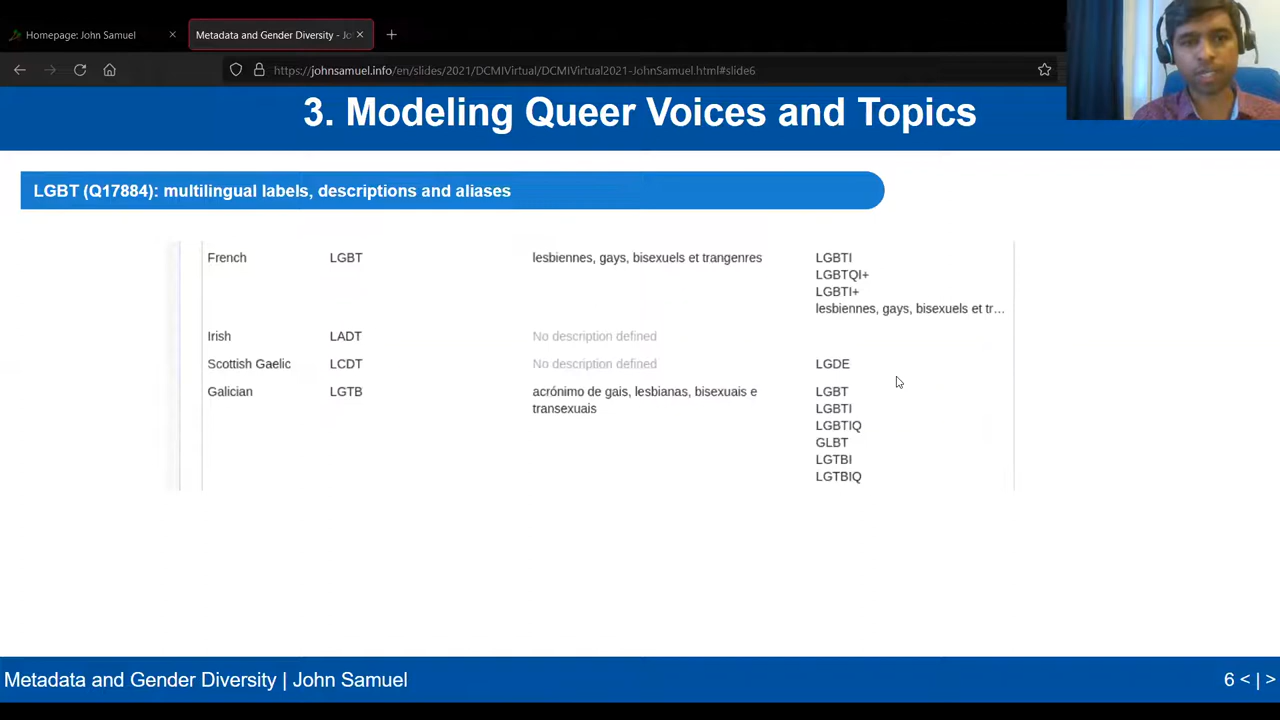 Homepage: John Samuel
Metadata and Gender Diversity - Jo
https://johnsamuel.info/en/slides/2021/DCMIVirtual/DCMIVirtual2021-JohnSamuel.html#slide6
3. Modeling Queer Voices and Topics
LGBT (Q17884): multilingual labels, descriptions and aliases
French LGBT lesbiennes, gays, bisexuels et trangenres LGBTI
LGBTQI+
LGBTI+
lesbiennes, gays, bisexuels et tr...
Irish LADT No description defined
Scottish Gaelic LCDT No description defined LGDE
Galician LGTB acrónimo de gais, lesbianas, bisexuais e LGBT
transexuais LGBTI
LGBTIQ
GLBT
LGTBI
LGTBIQ
Metadata and Gender Diversity | John Samuel 6 < | >